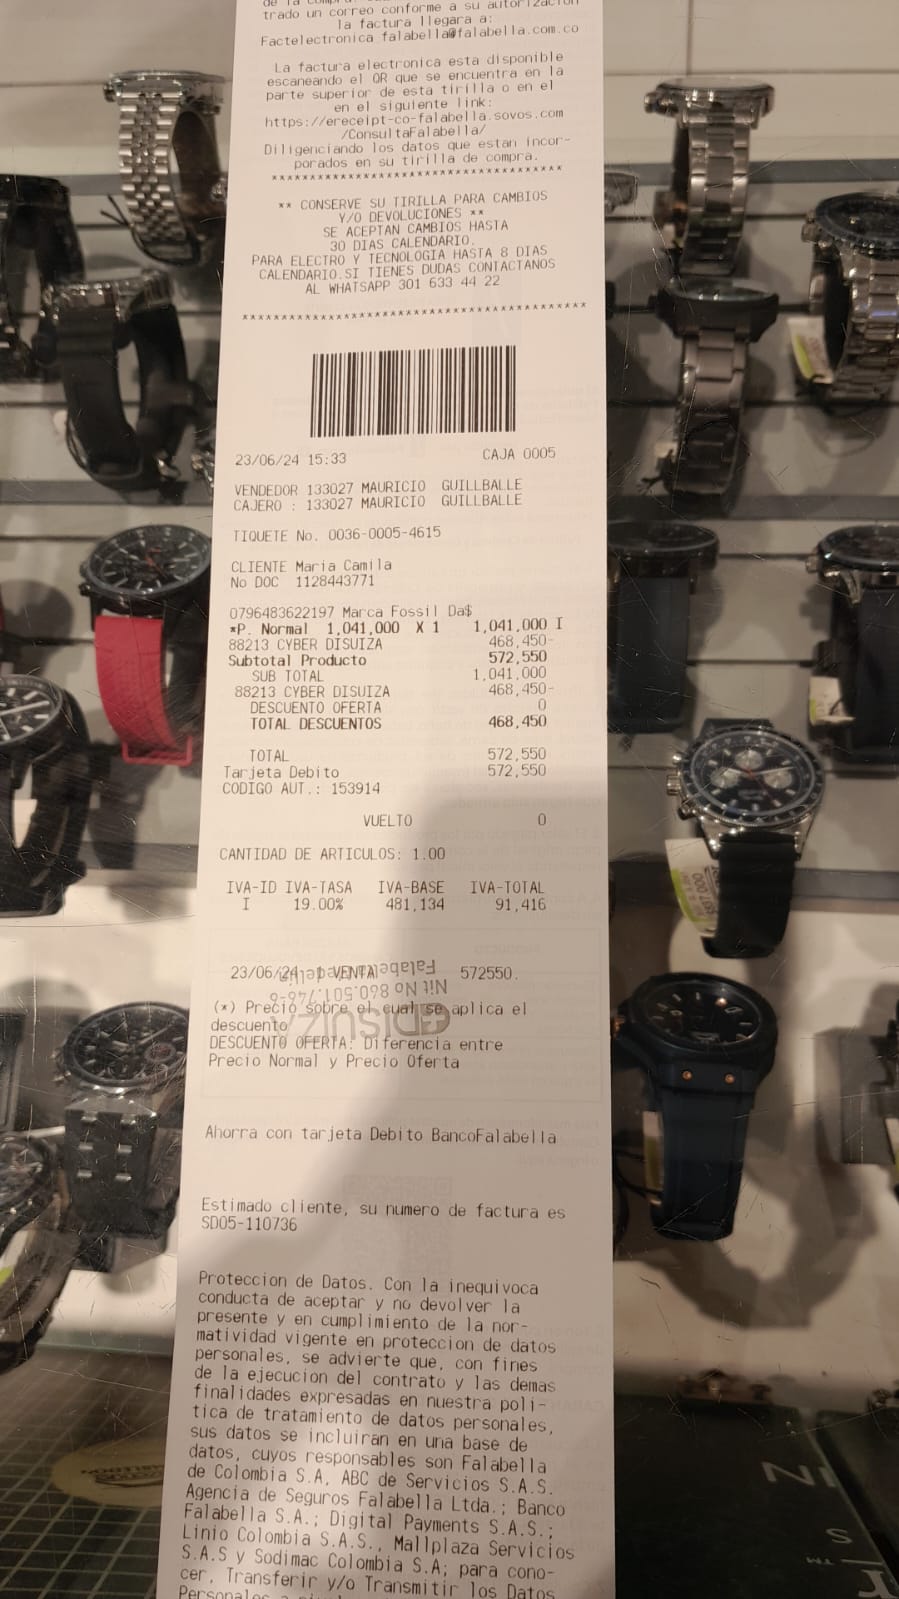 de la compra.
trado un correo conforme a su autorizacion
la factura llegara a:
Factelectronica_falabella@falabella.com.co
La factura electronica esta disponible
escaneando el QR que se encuentra en la
parte superior de esta tirilla o en el
en el siguiente link:
https://ereceipt-co-falabella.sovos.com
/ConsultaFalabella/
Diligenciando los datos que estan incor-
porados en su tirilla de compra.
****************************************
** CONSERVE SU TIRILLA PARA CAMBIOS
Y/O DEVOLUCIONES **
SE ACEPTAN CAMBIOS HASTA
30 DIAS CALENDARIO.
PARA ELECTRO Y TECNOLOGIA HASTA 8 DIAS
CALENDARIO.SI TIENES DUDAS CONTACTANOS
AL WHATSAPP 301 633 44 22
****************************************
23/06/24 15:33 CAJA 0005
VENDEDOR 133027 MAURICIO GUILLBALLE
CAJERO : 133027 MAURICIO GUILLBALLE
TIQUETE No. 0036-0005-4615
CLIENTE Maria Camila
No DOC 1128443771
0796483622197 Marca Fossil Da$
*P. Normal 1,041,000 X 1 1,041,000 I
88213 CYBER DISUIZA 468,450-
Subtotal Producto 572,550
SUB TOTAL 1,041,000
88213 CYBER DISUIZA 468,450-
DESCUENTO OFERTA 0
TOTAL DESCUENTOS 468,450
TOTAL 572,550
Tarjeta Debito 572,550
CODIGO AUT.: 153914
VUELTO 0
CANTIDAD DE ARTICULOS: 1.00
IVA-ID IVA-TASA IVA-BASE IVA-TOTAL
I 19.00% 481,134 91,416
23/06/24 1 VENTA 572550.
Falabella
Nit No 860.501.746-6
DISUIZA
(*) Precio sobre el cual se aplica el
descuento
DESCUENTO OFERTA: Diferencia entre
Precio Normal y Precio Oferta
Ahorra con tarjeta Debito BancoFalabella
Estimado cliente, su numero de factura es
SD05-110736
Proteccion de Datos. Con la inequivoca
conducta de aceptar y no devolver la
presente y en cumplimiento de la nor-
matividad vigente en proteccion de datos
personales, se advierte que, con fines
de la ejecucion del contrato y las demas
finalidades expresadas en nuestra poli-
tica de tratamiento de datos personales,
sus datos se incluiran en una base de
datos, cuyos responsables son Falabella
de Colombia S.A, ABC de Servicios S.A.S.
Agencia de Seguros Falabella Ltda.; Banco
Falabella S.A.; Digital Payments S.A.S.;
Linio Colombia S.A.S., Mallplaza Servicios
S.A.S y Sodimac Colombia S.A; para cono-
cer, Transferir y/o Transmitir los Datos
Personales